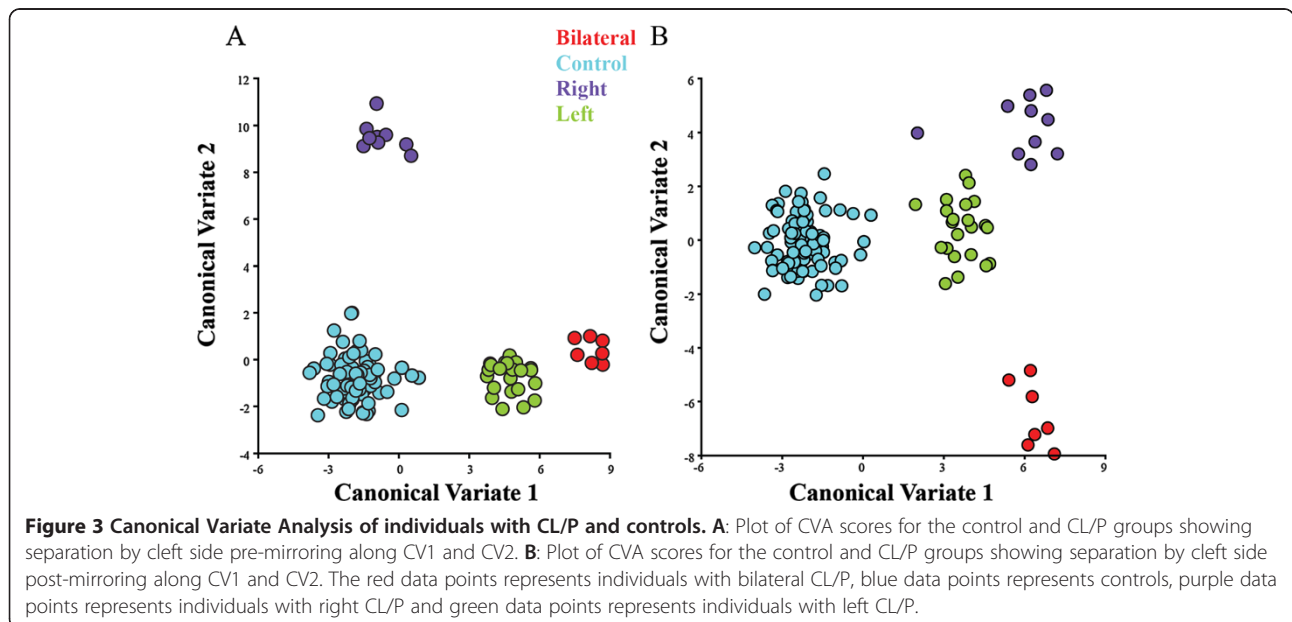 A
B
Bilateral
Control
Right
Left
12
10
8
6
4
2
0
-2
-4
Canonical Variate 2
-6
-3
0
3
6
9
Canonical Variate 1
6
4
2
0
-2
-4
-6
-8
Canonical Variate 2
-6
-3
0
3
6
9
Canonical Variate 1
Figure 3 Canonical Variate Analysis of individuals with CL/P and controls. A: Plot of CVA scores for the control and CL/P groups showing
separation by cleft side pre-mirroring along CV1 and CV2. B: Plot of CVA scores for the control and CL/P groups showing separation by cleft side
post-mirroring along CV1 and CV2. The red data points represents individuals with bilateral CL/P, blue data points represents controls, purple data
points represents individuals with right CL/P and green data points represents individuals with left CL/P.